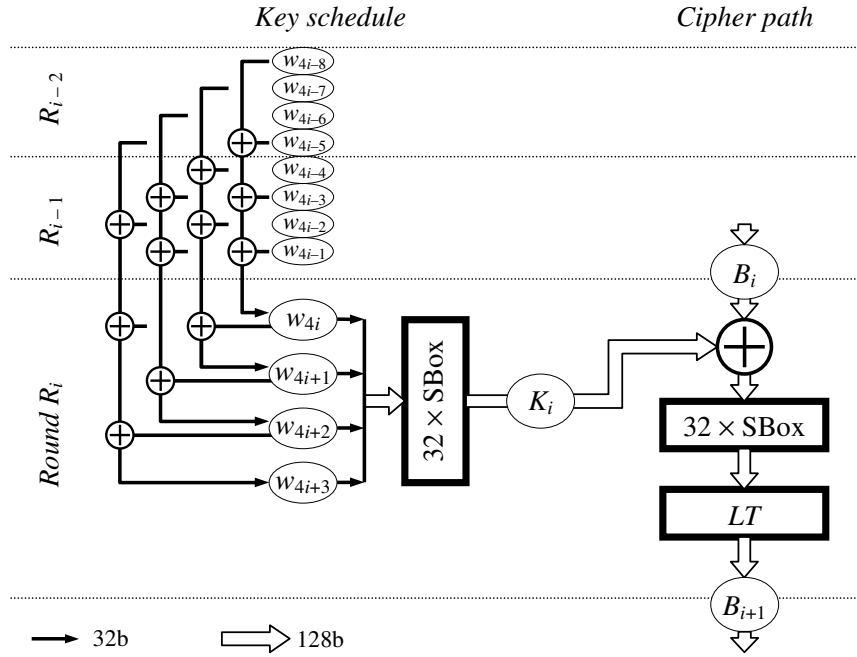 Key schedule
Cipher path
R_{i−2}
w_{4i–8}
w_{4i–7}
w_{4i–6}
w_{4i–5}
R_{i−1}
w_{4i–4}
w_{4i–3}
w_{4i–2}
w_{4i–1}
B_i
Round R_i
w_{4i}
w_{4i+1}
w_{4i+2}
w_{4i+3}
32 × SBox
K_i
32 × SBox
LT
B_{i+1}
32b
128b